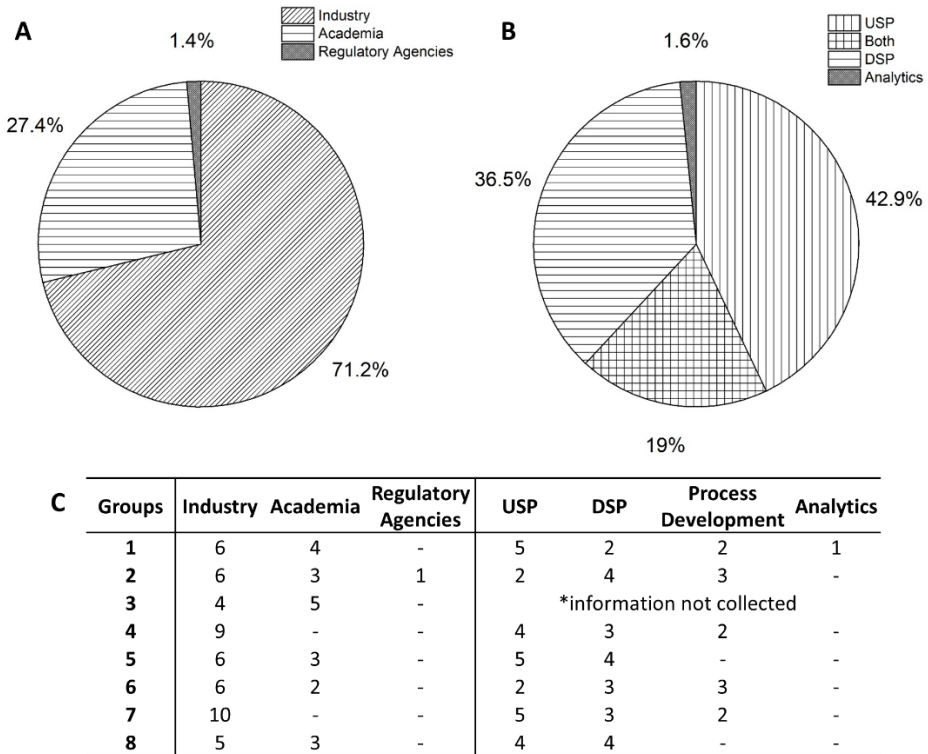 A
Industry
Academia
Regulatory Agencies
1.4%
27.4%
71.2%
B
USP
Both
DSP
Analytics
1.6%
36.5%
42.9%
19%
C
Groups Industry Academia Regulatory Agencies USP DSP Process Development Analytics
1 6 4 - 5 2 2 1
2 6 3 1 2 4 3 -
3 4 5 - *information not collected
4 9 - - 4 3 2 -
5 6 3 - 5 4 - -
6 6 2 - 2 3 3 -
7 10 - - 5 3 2 -
8 5 3 - 4 4 - -